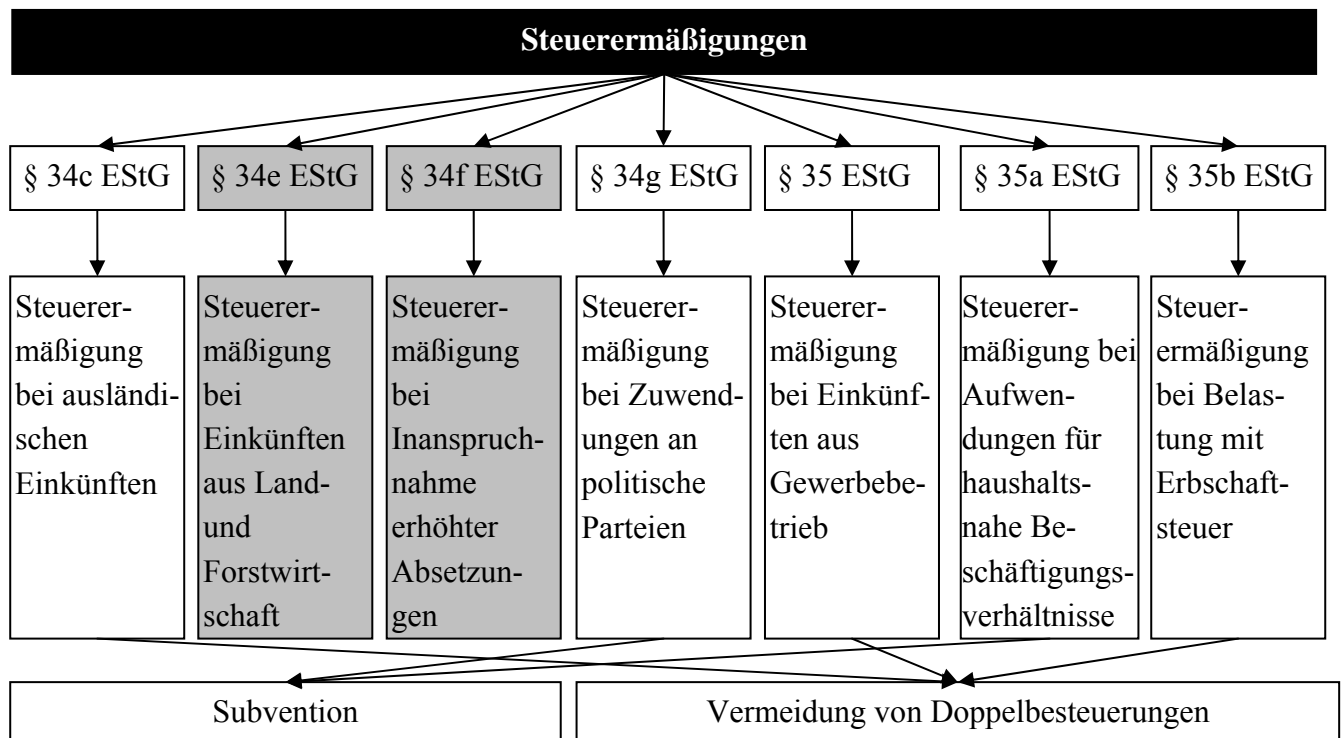 Steuerermäßigungen
§ 34c EStG
§ 34e EStG
§ 34f EStG
§ 34g EStG
§ 35 EStG
§ 35a EStG
§ 35b EStG
Steuerer-
mäßigung
bei ausländi-
schen
Einkünften
Steuerer-
mäßigung
bei
Einkünften
aus Land-
und
Forstwirt-
schaft
Steuerer-
mäßigung
bei
Inanspruch-
nahme
erhöhter
Absetzun-
gen
Steuerer-
mäßigung
bei Zuwend-
ungen an
politische
Parteien
Steuerer-
mäßigung
bei Einkünf-
ten aus
Gewerbebe-
trieb
Steuerer-
mäßigung bei
Aufwen-
dungen für
haushalts-
nahe Be-
schäftigungs-
verhältnisse
Steuer-
ermäßigung
bei Belas-
tung mit
Erbschaft-
steuer
Subvention
Vermeidung von Doppelbesteuerungen